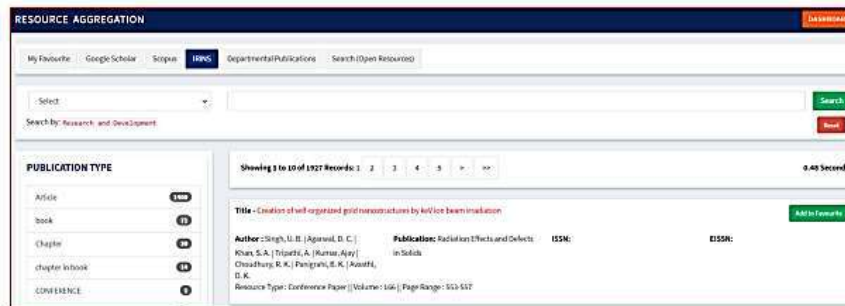 RESOURCE AGGREGATION
DASHBOARD
My Favourite Google Scholar Scopus IRINS Departmental Publications Search (Open Resources)
Select
Search
Search by: Research and Development
Reset
PUBLICATION TYPE
Showing 1 to 10 of 1927 Records: 1 2 3 4 5 > >>
0.48 Second
Article
book
Chapter
chapter in book
CONFERENCE
Title - Creation of self-organized gold nanostructures by keV ion beam irradiation
Add to Favourite
Author : Singh, U. B. | Agarwal, D. C. |
Khan, S. A. | Tripathi, A. | Kumar, Ajay |
Choudhury, R. K. | Panigrahi, B. K. | Avasthi,
D. K.
Publication: Radiation Effects and Defects
in Solids
ISSN:
EISSN:
Resource Type : Conference Paper || Volume : 166 || Page Range : 553-557